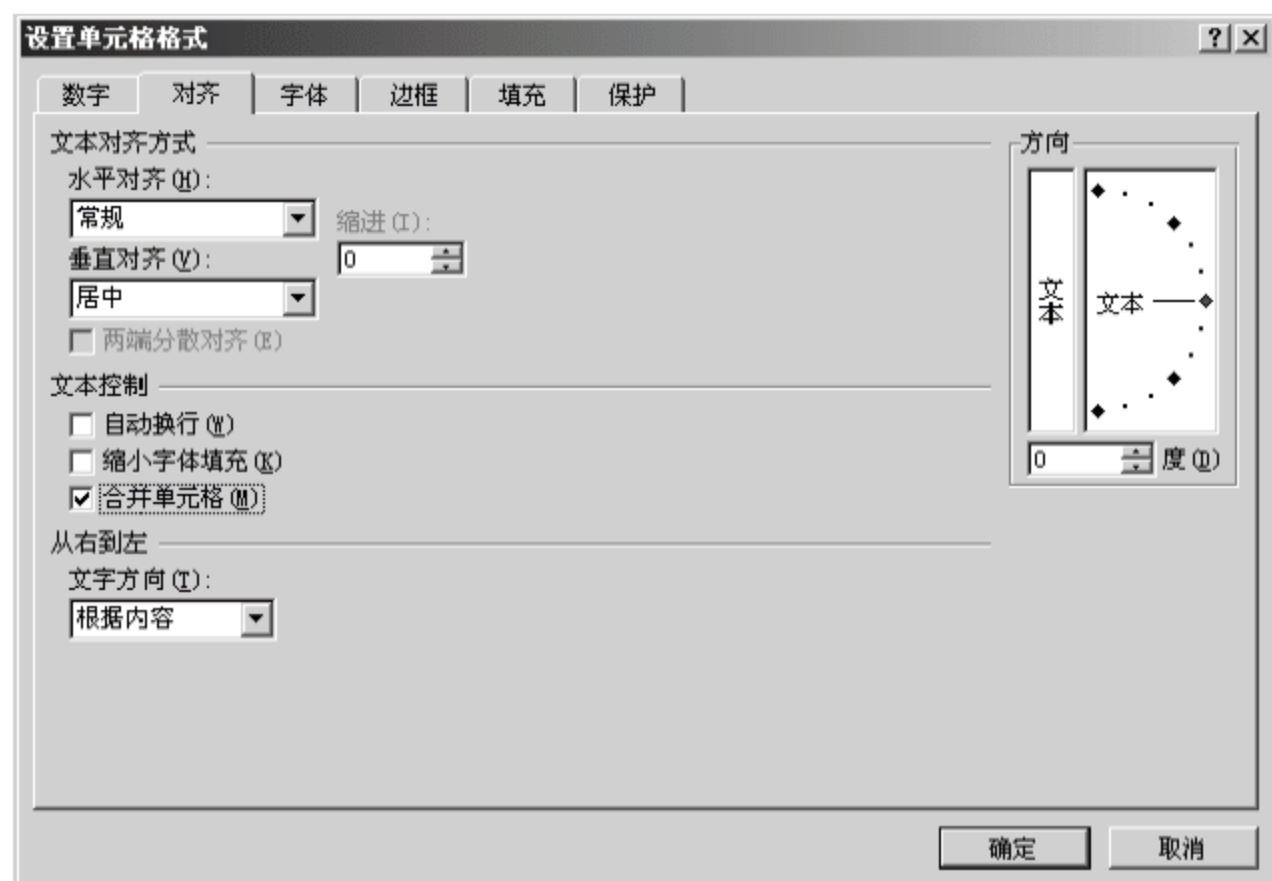 设置单元格格式
数字 对齐 字体 边框 填充 保护
文本对齐方式
水平对齐(H):
常规
缩进(I):
垂直对齐(V):
0
居中
两端分散对齐(E)
文本控制
自动换行(W)
缩小字体填充(K)
合并单元格(M)
从右到左
文字方向(T):
根据内容
方向
文本
文本
0 度(D)
确定 取消